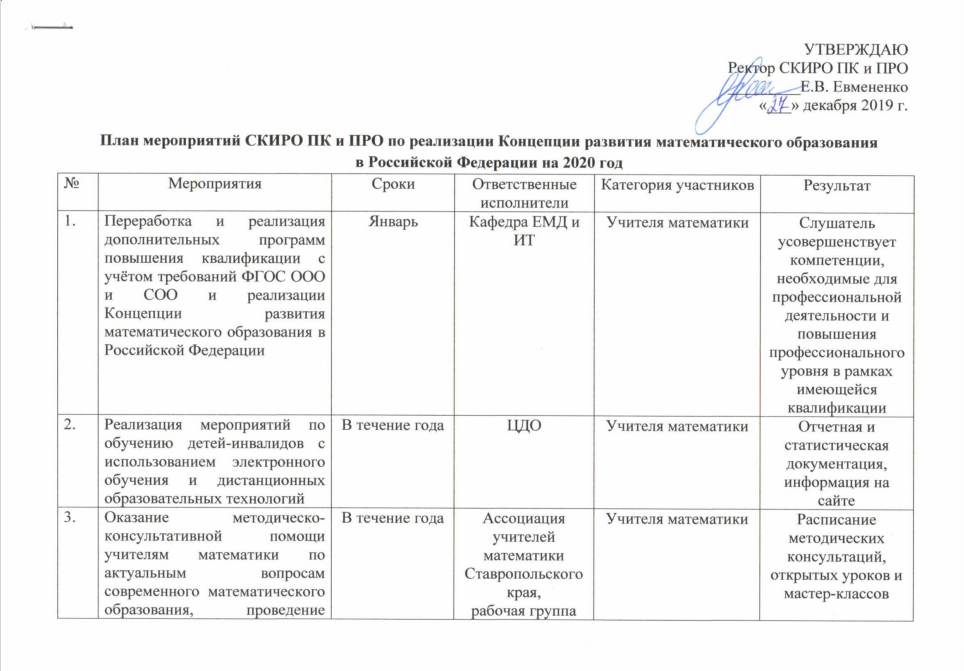 УТВЕРЖДАЮ
Ректор СКИРО ПК и ПРО
Е.В. Евмененко
«27» декабря 2019 г.
План мероприятий СКИРО ПК и ПРО по реализации Концепции развития математического образования
в Российской Федерации на 2020 год
№ Мероприятия Сроки Ответственные исполнители Категория участников Результат
1. Переработка и реализация
дополнительных программ
повышения квалификации с
учётом требований ФГОС ООО
и СОО и реализации
Концепции развития
математического образования в
Российской Федерации
Январь
Кафедра ЕМД и
ИТ
Учителя математики
Слушатель
усовершенствует
компетенции,
необходимые для
профессиональной
деятельности и
повышения
профессионального
уровня в рамках
имеющейся
квалификации
2. Реализация мероприятий по
обучению детей-инвалидов с
использованием электронного
обучения и дистанционных
образовательных технологий
В течение года
ЦДО
Учителя математики
Отчетная и
статистическая
документация,
информация на
сайте
3. Оказание методическо-
консультативной помощи
учителям математики по
актуальным вопросам
современного математического
образования, проведение
В течение года
Ассоциация
учителей
математики
Ставропольского
края,
рабочая группа
Учителя математики
Расписание
методических
консультаций,
открытых уроков и
мастер-классов